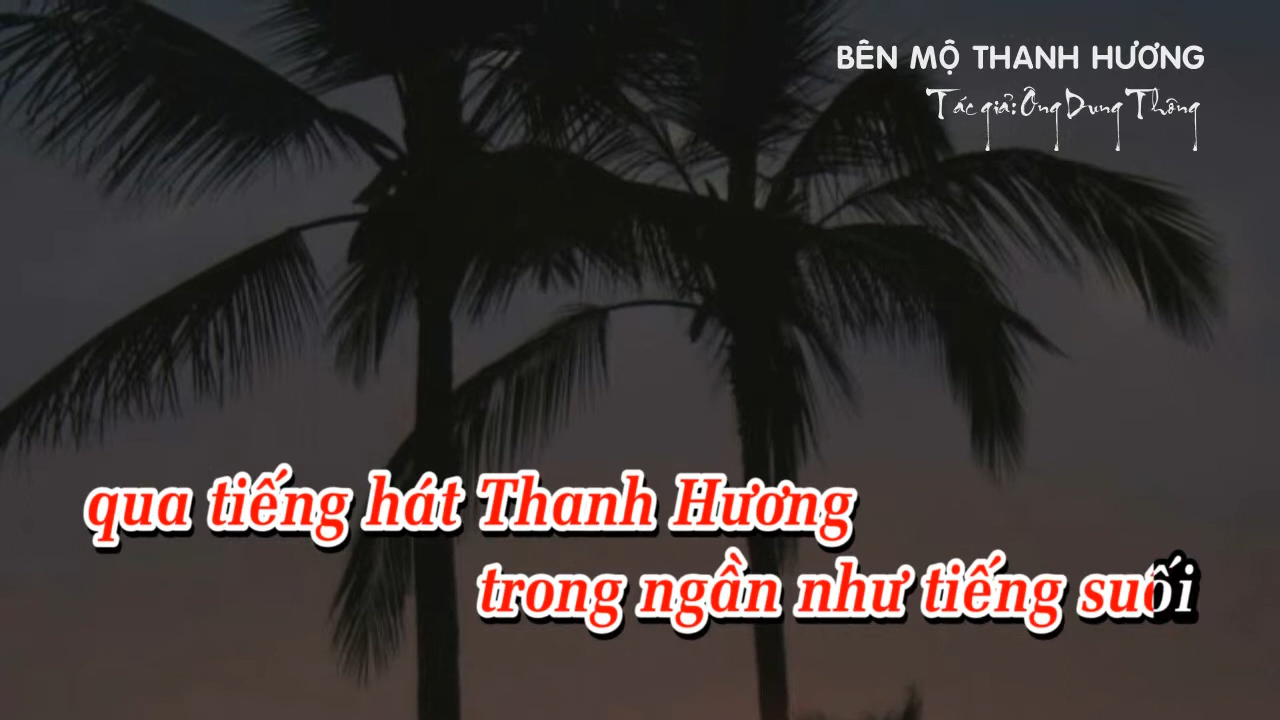 BÊN MỘ THANH HƯƠNG
Tác giả: Ông Dung Thông
qua tiếng hát Thanh Hương
trong ngần như tiếng suối